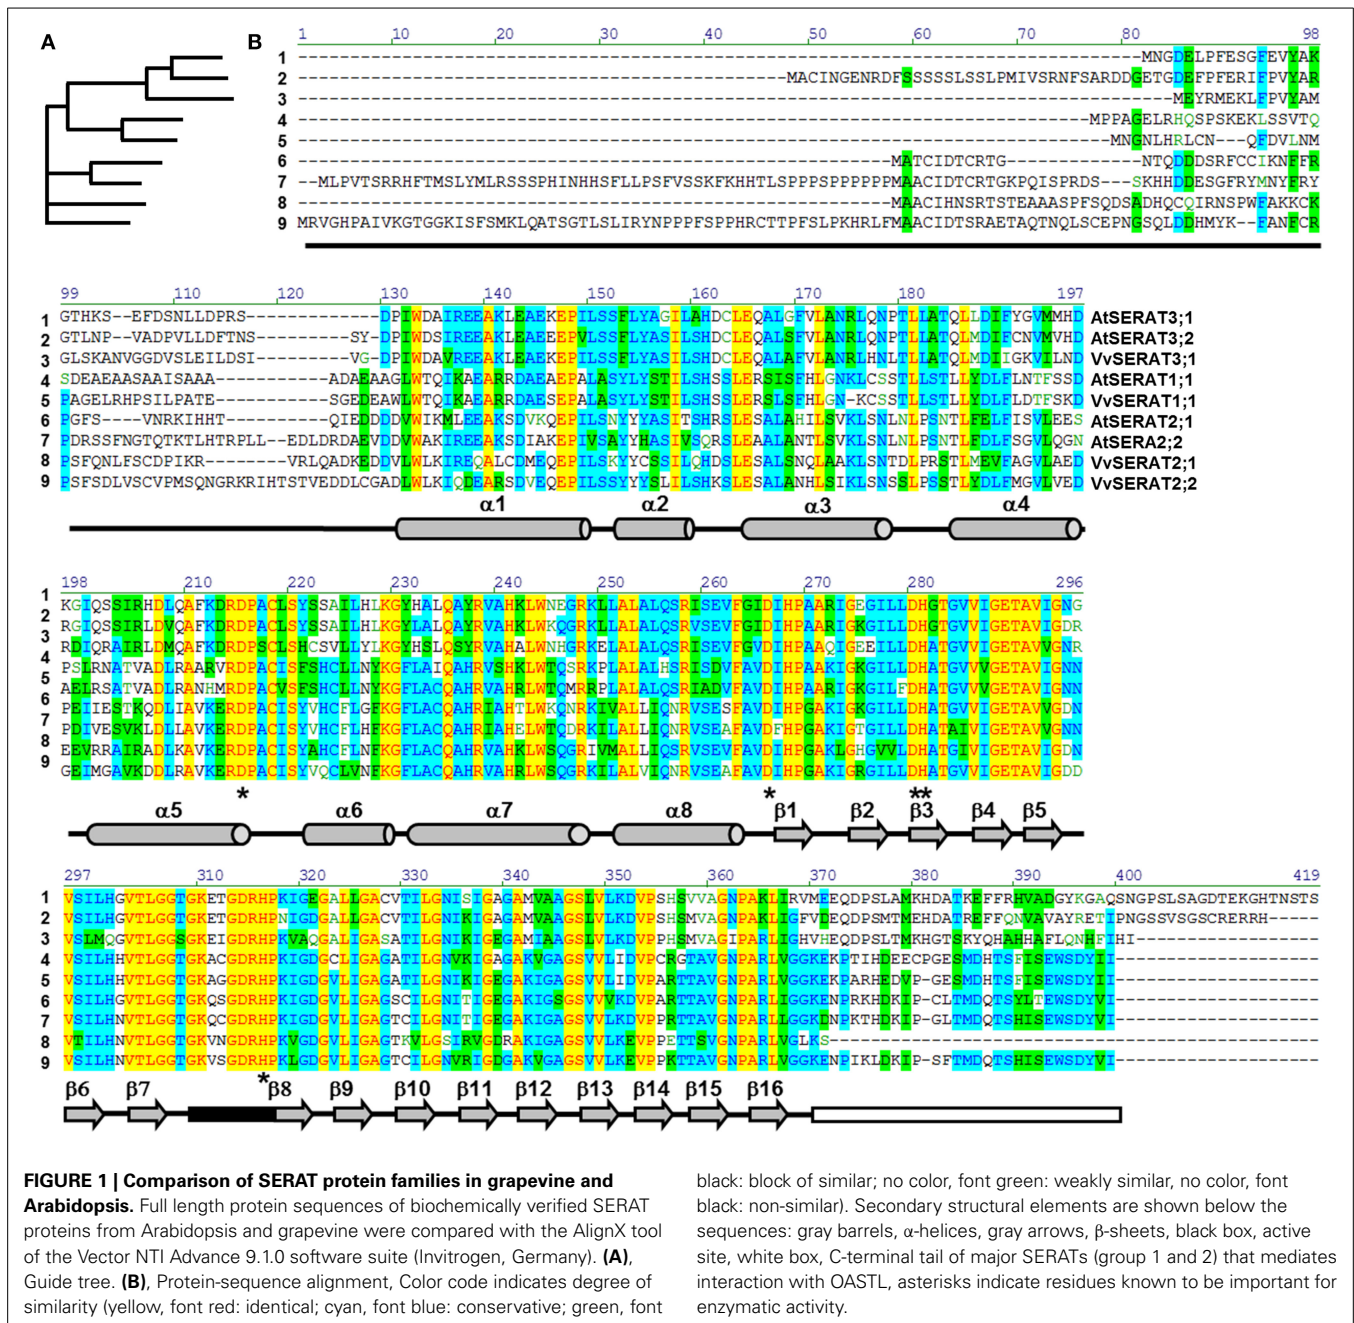 A
B
1 10 20 30 40 50 60 70 80 98
1 ----------MNGDELPFESGFEVYAK
2 ----------MACINGENRDFSSSSSLSSLPMIVSRNFSARDDGETGDEFPFERIFPVYAR
3 ----------MEYRMEKLFPVYAM
4 ----------MPPAGELRHQSPSKEKLSSVTQ
5 ----------MNGNLHRLCN---QFDVLNM
6 ----------MATCIDTCRTG-------------NTQDDDSRFCCIKNFFR
7 --MLPVTSRRHFTMSLYMLRSSSPHINHHSFLLPSFVSSKFKHHTLSPPPSPPPPPPMAACIDTCRTGKPQISPRDS---SKHHDDESGFRYMNYFRY
8 ----------MAACIHNSRTSTEAAASPFSQDSADHQCQIRNSPWFAKKCK
9 MRVGHPAIVKGTGGKISFSMKLQATSGTLSLIRYNPPPFSPPHRCTTPFSLPKHRLFMAACIDTSRAETAQTNQLSCEPNGSQLDDHMYK--FANFCR
99 110 120 130 140 150 160 170 180 197
1 GTHKS--EFDSNLLDPRS-------------DPIWDAIREEAKLEAEKEPILSSFLYAGILAHDCLEQALGFVLANRLQNPTLLATQLLDIFYGVMMHD AtSERAT3;1
2 GTLNP--VADPVLLDFTNS---------SY-DPIWDSIREEAKLEAEEEPVLSSFLYASILSHDCLEQALSFVLANRLQNPTLLATQLMDIFCNVMVHD AtSERAT3;2
3 GLSKANVGGDVSLEILDSI---------VG-DPIWDAVREEAKLEAEKEPILSSFLYASILSHDCLEQALAFVLANRLHNLTLLATQLMDIIGKVILND VvSERAT3;1
4 SDEAEAASAAISAAA-----------ADAEAAGLWTQIKAEARRDAEAEPALASYLYSTILSHSSLERSISFHLGNKLCSSTLLSTLLYDLFLNTFSSD AtSERAT1;1
5 PAGELRHPSILPATE-----------SGEDEAWLWTQIKAEARRDAESEPALASYLYSTILSHSSLERSLSFHLGN-KCSSTLLSTLLYDLFLDTFSKD VvSERAT1;1
6 PGFS---VNRKIHHT-----------QIEDDDDVWIKMLEEAKSDVKQEPILSNYYYASITSHRSLESALAHILSVKLSNLNLPSNTLFELFISVLEES AtSERAT2;1
7 PDRSSFNGTQTKTLHTRPLL--EDLDRDAEVDDVWAKIREEAKSDIAKEPIVSAYYHASIVSQRSLEAALANTLSVKLSNLNLPSNTLFDLFSGVLQGN AtSERA2;2
8 PSFQNLFSCDPIKR--------VRLQADKEDDVLWLKIREQALCDMEQEPILSKYYCSSILQHDSLESALSNQLAAKLSNTDLPRSTLMEVFAGVLAED VvSERAT2;1
9 PSFSDLVSCVPMSQNGRKRIHTSTVEDDLCGADLWLKIQDEARSDVEQEPILSSYYYSLILSHKSLESALANHLSIKLSNSSLPSSTLYDLFMGVLVED VvSERAT2;2
α1 α2 α3 α4
198 210 220 230 240 250 260 270 280 296
1 KGIQSSIRHDLQAFKDRDPACLSYSSAILHLKGYHALQAYRVAHKLWNEGRKLLALALQSRISEVFGIDIHPAARIGEGILLDHGTGVVIGETAVIGNG
2 RGIQSSIRLDVQAFKDRDPACLSYSSAILHLKGYLALQAYRVAHKLWKQGRKLLALALQSRVSEVFGIDIHPAARIGKGILLDHGTGVVIGETAVIGDR
3 RDIQRAIRLDMQAFKDRDPSCLSHCSVLLYLKGYHSLQSYRVAHALWNHGRKELALALQSRISEVFGVDIHPAAQIGEEILLDHGTGVVIGETAVVGNR
4 PSLRNATVADLRAARVRDPACISFSHCLLNYKGFLAIQAHRVSHKLWTQSRKPLALALHSRISDVFAVDIHPAAKIGKGILLDHATGVVVGETAVIGNN
5 AELRSATVADLRANHMRDPACVSFSHCLLNYKGFLACQAHRVAHRLWTQMRRPLALALQSRIADVFAVDIHPAARIGKGILFDHATGVVVGETAVIGNN
6 PEIIESTKQDLIAVKERDPACISYVHCFLGFKGFLACQAHRIAHTLWKQNRKIVALLIQNRVSESFAVDIHPGAKIGKGILLDHATGVVIGETAVVGDN
7 PDIVESVKLDLLAVKERDPACISYVHCFLHFKGFLACQAHRIAHELWTQDRKILALLIQNRVSEAFAVDFHPGAKIGTGILLDHATAIVIGETAVVGNN
8 EEVRRAIRADLKAVKERDPACISYAHCFLNFKGFLACQAHRVAHKLWSQGRIVMALLIQNRVSEVFAVDIHPGAKLGHGVVLDHATGIVIGETAVIGDN
9 GEIMGAVKDDLRAVKERDPACISYVQCLVNFKGFLACQAHRVAHRLWSQGRKILALVIQNRVSEAFAVDIHPGAKIGRGILLDHATGVVIGETAVIGDD
* * **
α5 α6 α7 α8 β1 β2 β3 β4 β5
297 310 320 330 340 350 360 370 380 390 400 419
1 VSILHGVTLGGTGKETGDRHPKIGEGALLGACVTILGNISIGAGAMVAAGSLVLKDVPSHSVVAGNPAKLIRVMEEQDPSLAMKHDATKEFFRHVADGYKGAQSNGPSLSAGDTEKGHTNSTS
2 VSILHGVTLGGTGKETGDRHPNIGDGALLGACVTILGNIKIGAGAMVAAGSLVLKDVPSHSMVAGNPAKLIGFVDEQDPSMTMEHDATREFFQNVAVAYRETIPNGSSVSGSCRERRH-----
3 VSLMQGVTLGGSGKEIGDRHPKVAQGALIGASATILGNIKIGEGAMIAAGSLVLKDVPPHSMVAGIPARLIGHVHEQDPSLTMKHGTSKYQHAHHAFLQNHFIHI------------------
4 VSILHHVTLGGTGKACGDRHPKIGDGCLIGAGATILGNVKIGAGAKVGAGSVVLIDVPCRGTAVGNPARLVGGKEKPTIHDEECPGESMDHTSFISEWSDYII--------------------
5 VSILHHVTLGGTGKAGGDRHPKIGDGVLIGAGATILGNIKIGEGAKIGAGSVVLIDVPARTTAVGNPARLVGGKEKPARHEDVP-GESMDHTSFISEWSDYII--------------------
6 VSILHGVTLGGTGKQSGDRHPKIGDGVLIGAGSCILGNITIGEGAKIGSGSVVVKDVPARTTAVGNPARLIGGKENPRKHDKIP-CLTMDQTSYLTEWSDYVI--------------------
7 VSILHNVTLGGTGKQCGDRHPKIGDGVLIGAGTCILGNITIGEGAKIGAGSVVLKDVPPRTTAVGNPARLLGGKDNPKTHDKIP-GLTMDQTSHISEWSDYVI--------------------
8 VTILHNVTLGGTGKVNGDRHPKVGDGVLIGAGTKVLGSIRVGDRAKIGAGSVVLKEVPPETTSVGNPARLVGLKS------------------------------------------------
9 VSILHNVTLGGTGKVSGDRHPKLGDGVLIGAGTCILGNVRIGDGAKVGAGSVVLKEVPPKTTAVGNPARLVGGKENPIKLDKIP-SFTMDQTSHISEWSDYVI--------------------
*
β6 β7 β8 β9 β10 β11 β12 β13 β14 β15 β16
FIGURE 1 | Comparison of SERAT protein families in grapevine and
Arabidopsis. Full length protein sequences of biochemically verified SERAT
proteins from Arabidopsis and grapevine were compared with the AlignX tool
of the Vector NTI Advance 9.1.0 software suite (Invitrogen, Germany). (A),
Guide tree. (B), Protein-sequence alignment, Color code indicates degree of
similarity (yellow, font red: identical; cyan, font blue: conservative; green, font
black: block of similar; no color, font green: weakly similar, no color, font
black: non-similar). Secondary structural elements are shown below the
sequences: gray barrels, α-helices, gray arrows, β-sheets, black box, active
site, white box, C-terminal tail of major SERATs (group 1 and 2) that mediates
interaction with OASTL, asterisks indicate residues known to be important for
enzymatic activity.